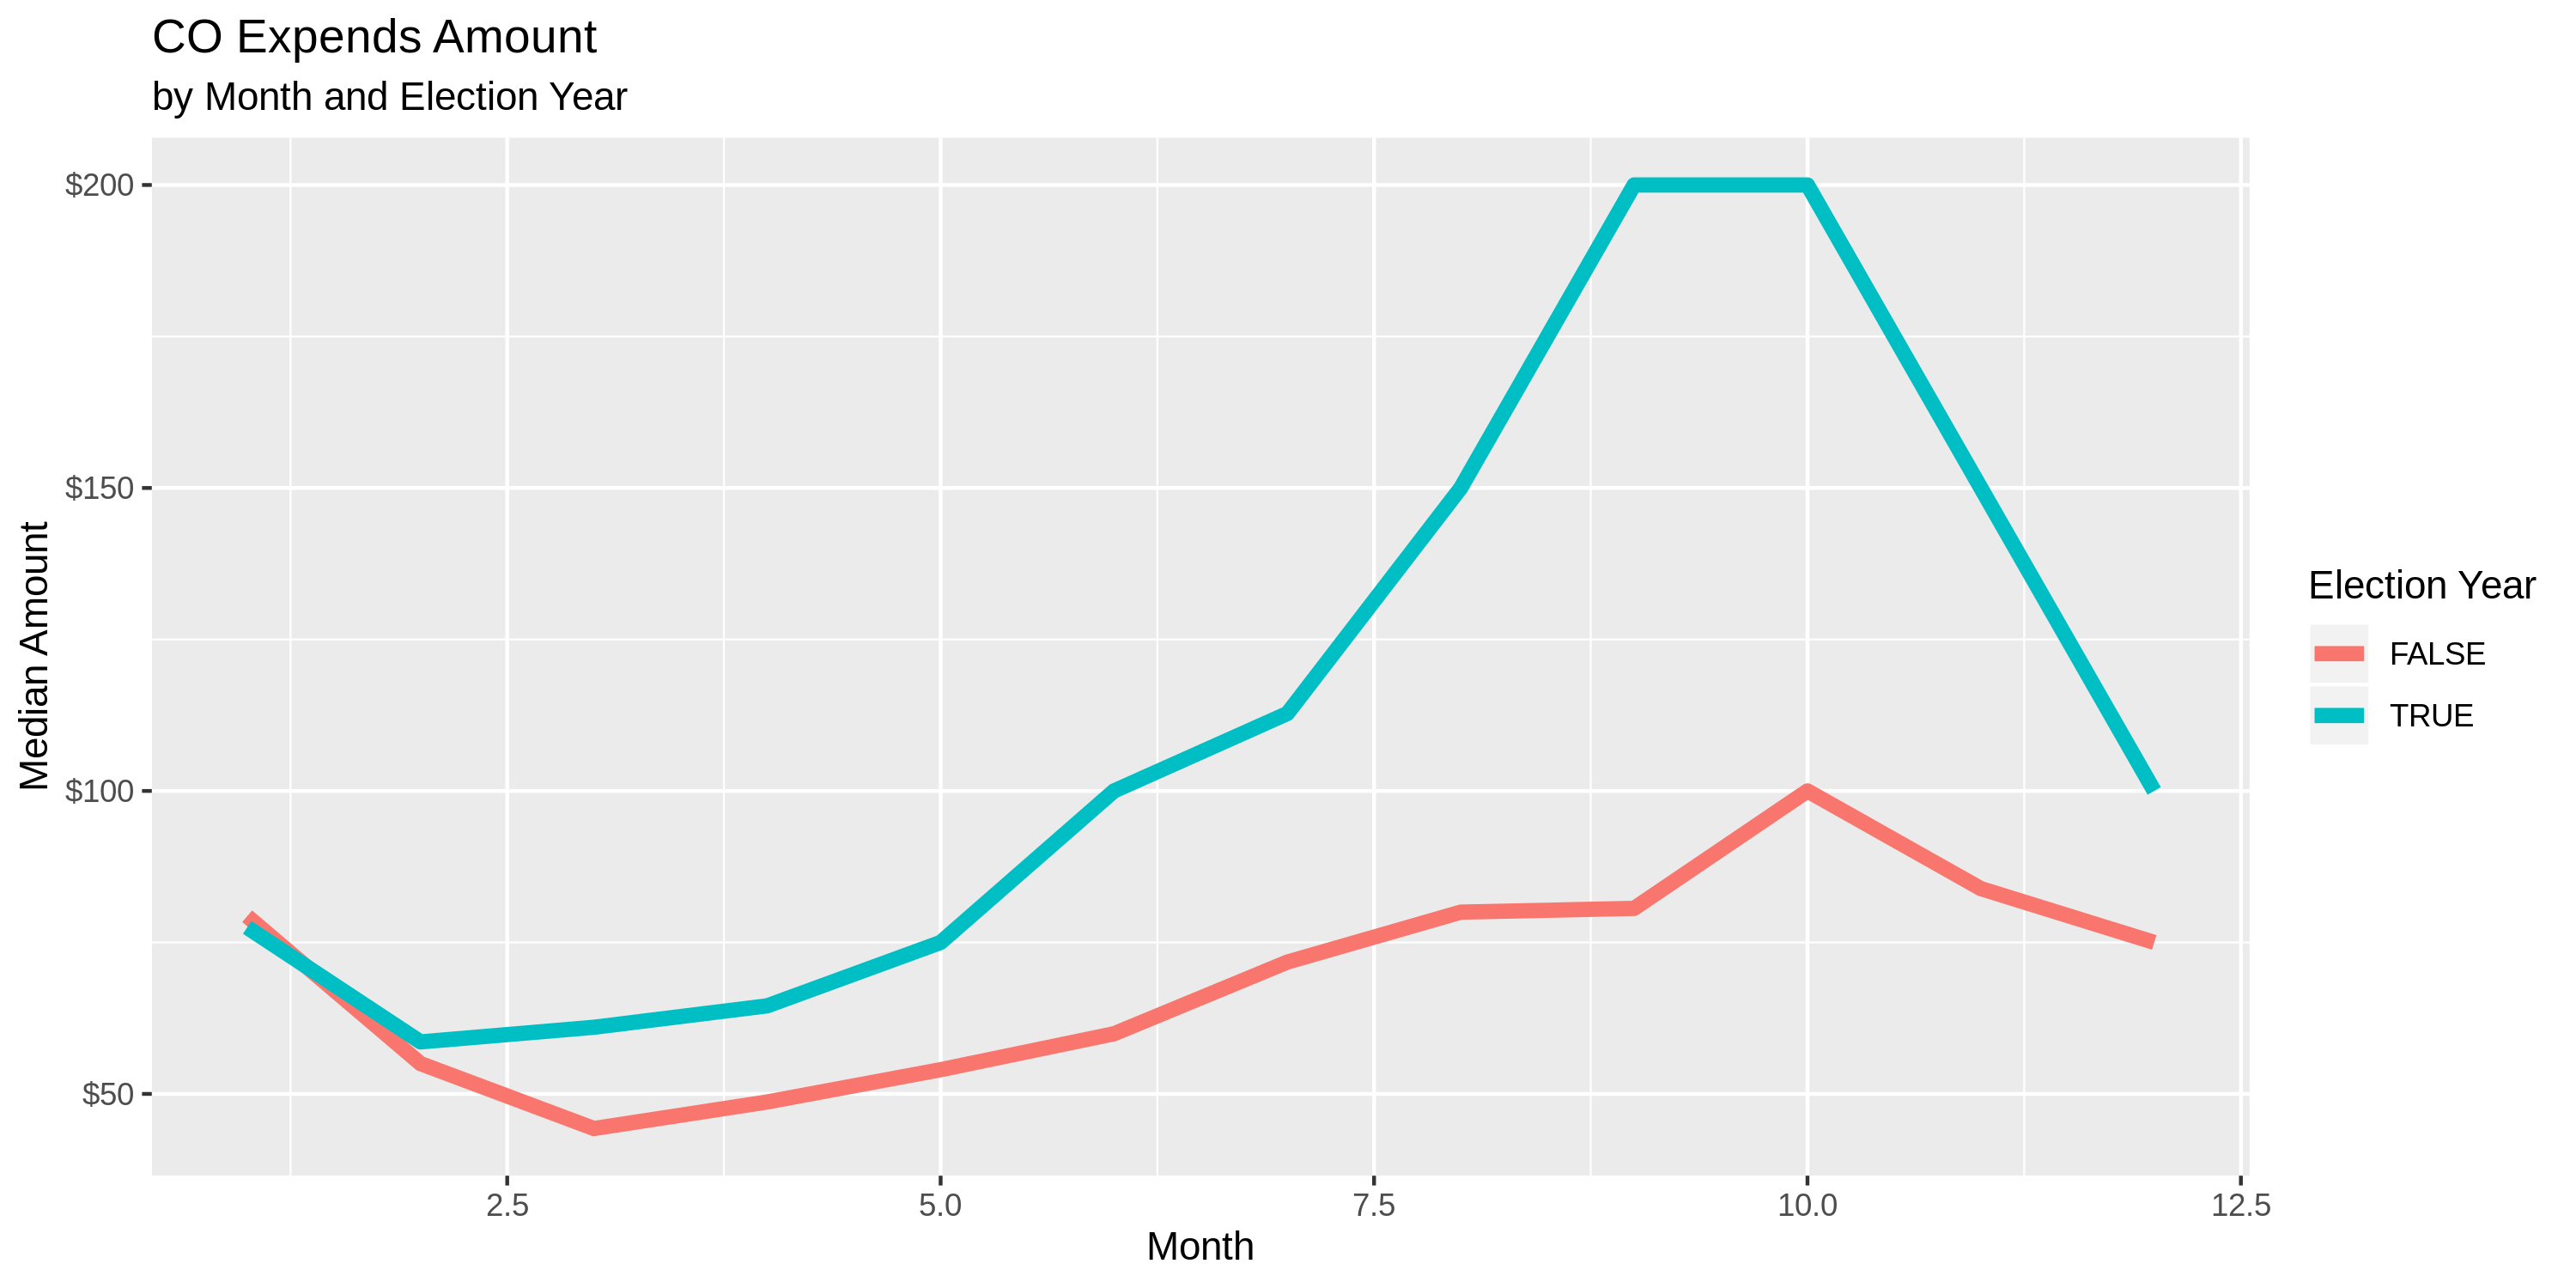 CO Expends Amount
by Month and Election Year
$200
$150
$100
$50
Median Amount
2.5
5.0
7.5
10.0
12.5
Month
Election Year
FALSE
TRUE